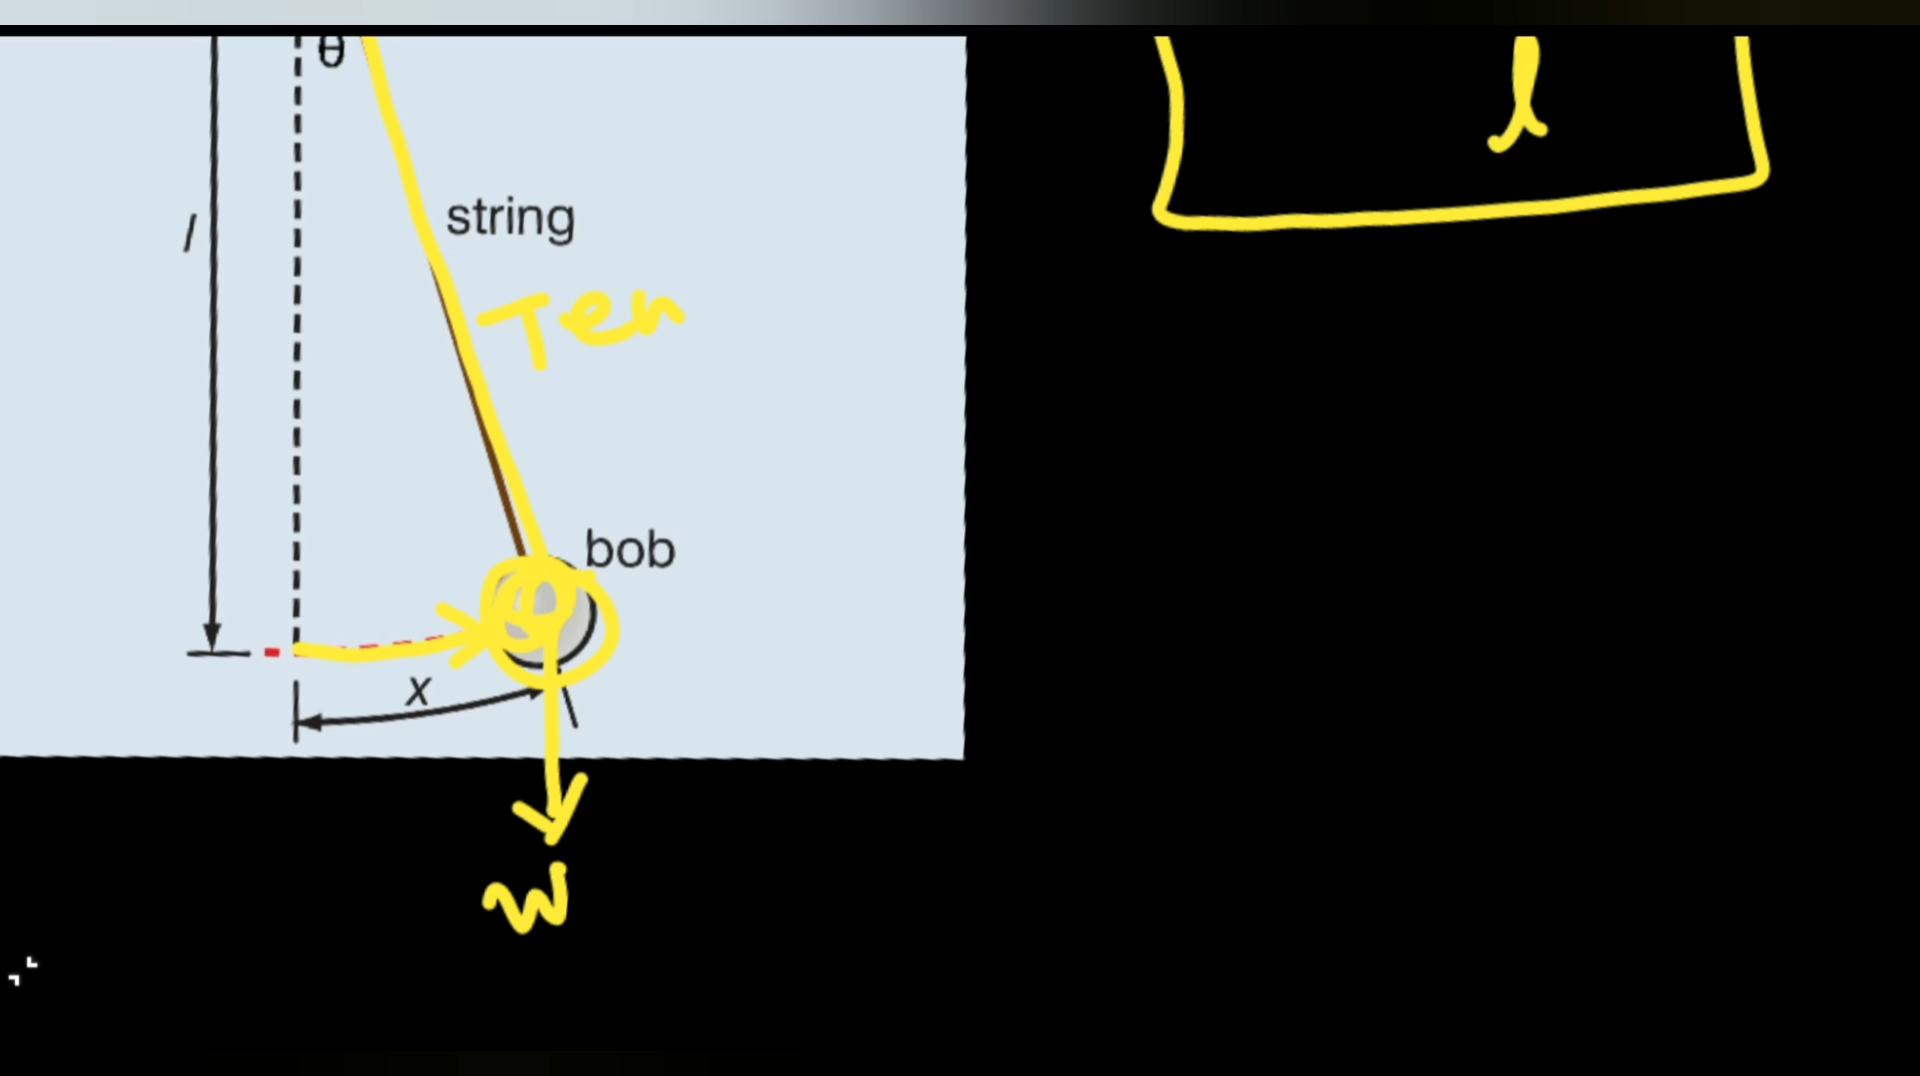 θ
l
string
Ten
bob
x
W
l